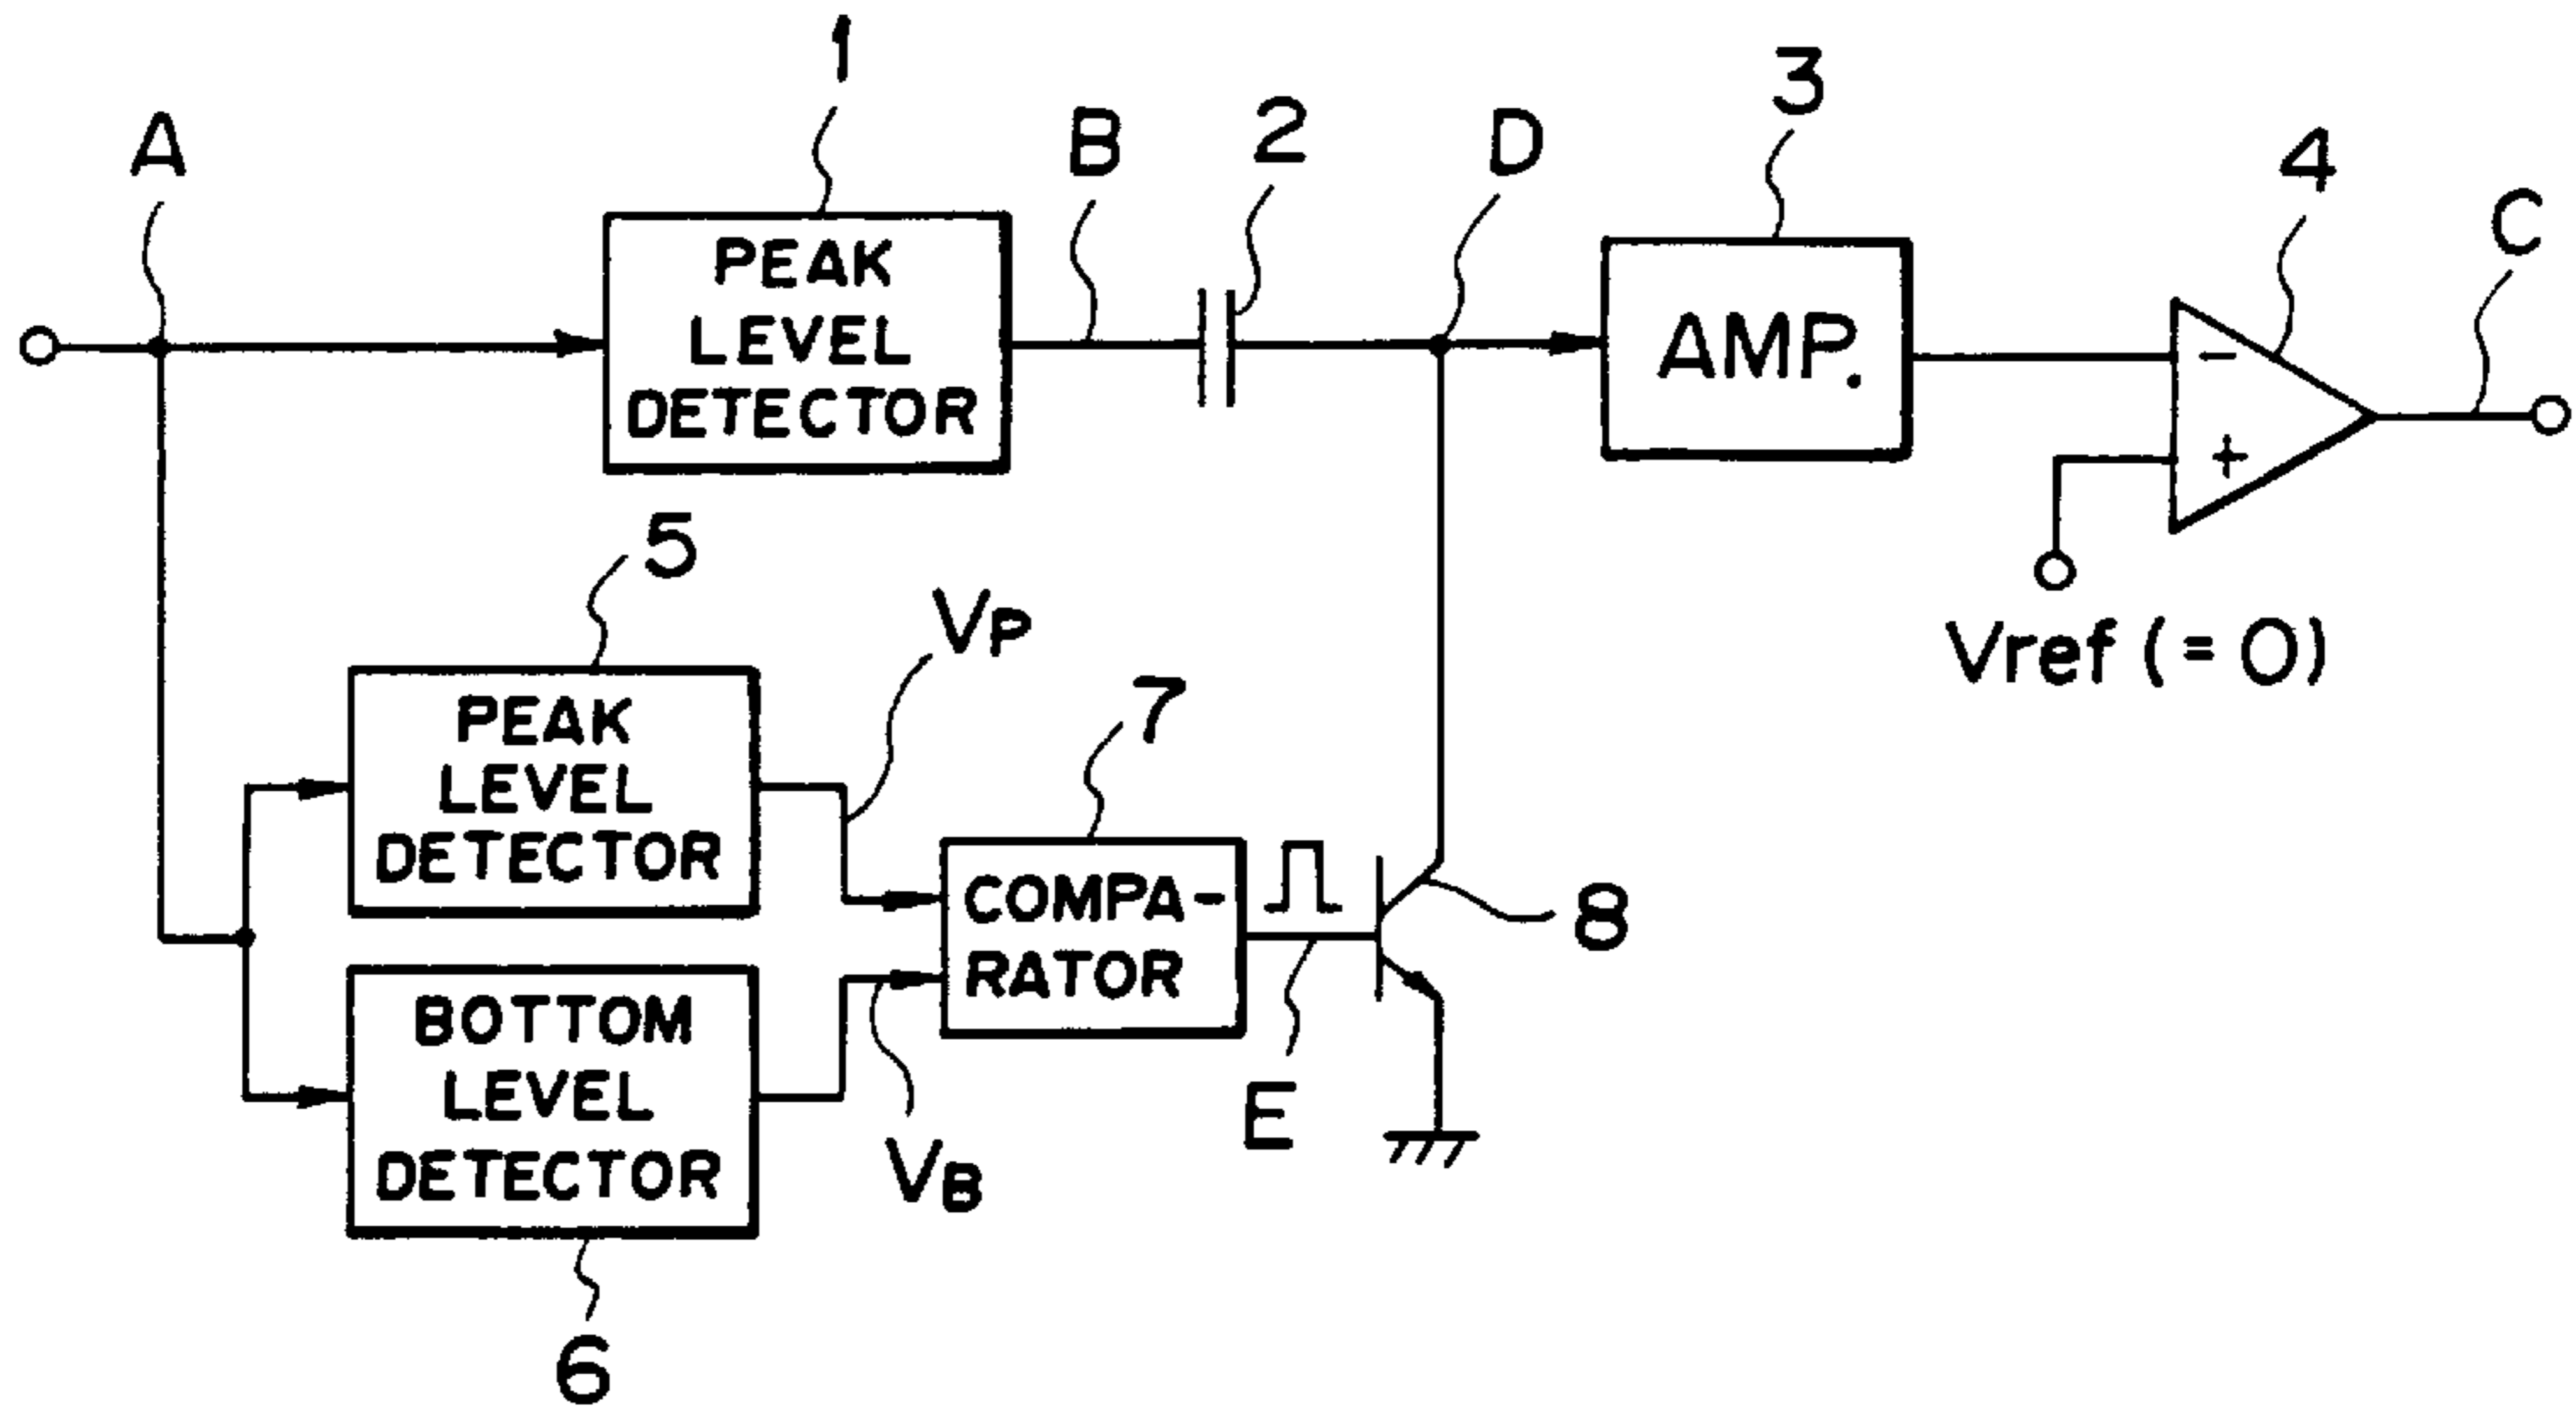 1
A
B
2
D
3
4
C
PEAK
LEVEL
DETECTOR
AMP.
-
+
Vref (= 0)
5
VP
7
PEAK
LEVEL
DETECTOR
COMPA-
RATOR
8
BOTTOM
LEVEL
DETECTOR
VB
E
6